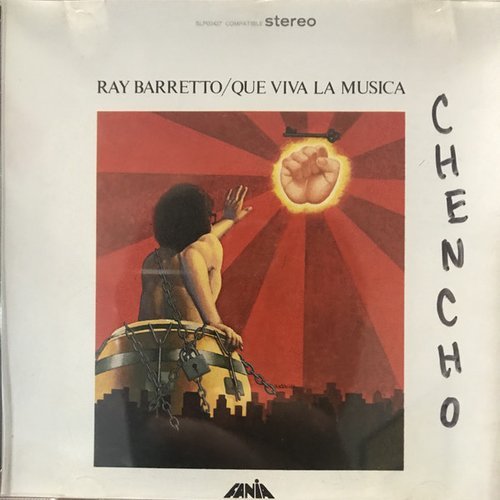 SLP00427 COMPATIBLE stereo
RAY BARRETTO/QUE VIVA LA MUSICA
CHENCHO
FANIA